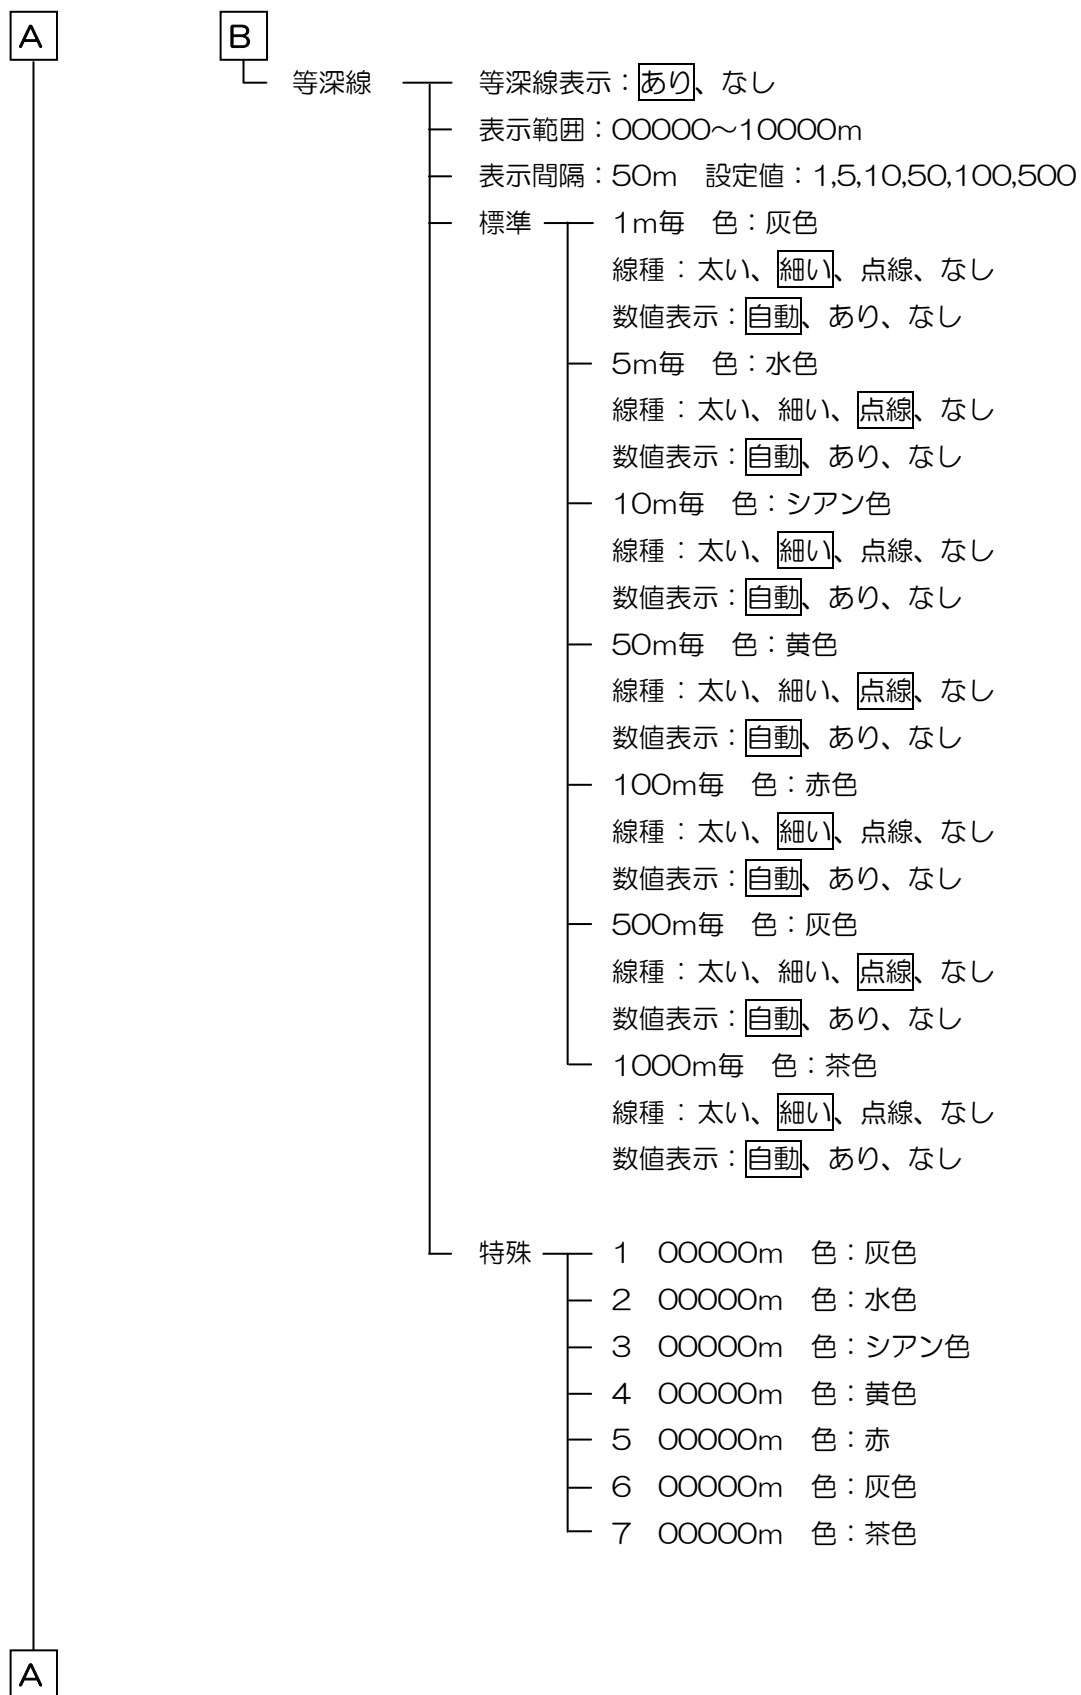 A B
等深線 等深線表示：あり、なし
表示範囲：00000～10000m
表示間隔：50m 設定値：1,5,10,50,100,500
標準 1m毎 色：灰色
線種：太い、細い、点線、なし
数値表示：自動、あり、なし
5m毎 色：水色
線種：太い、細い、点線、なし
数値表示：自動、あり、なし
10m毎 色：シアン色
線種：太い、細い、点線、なし
数値表示：自動、あり、なし
50m毎 色：黄色
線種：太い、細い、点線、なし
数値表示：自動、あり、なし
100m毎 色：赤色
線種：太い、細い、点線、なし
数値表示：自動、あり、なし
500m毎 色：灰色
線種：太い、細い、点線、なし
数値表示：自動、あり、なし
1000m毎 色：茶色
線種：太い、細い、点線、なし
数値表示：自動、あり、なし
特殊 1 00000m 色：灰色
2 00000m 色：水色
3 00000m 色：シアン色
4 00000m 色：黄色
5 00000m 色：赤
6 00000m 色：灰色
7 00000m 色：茶色
A